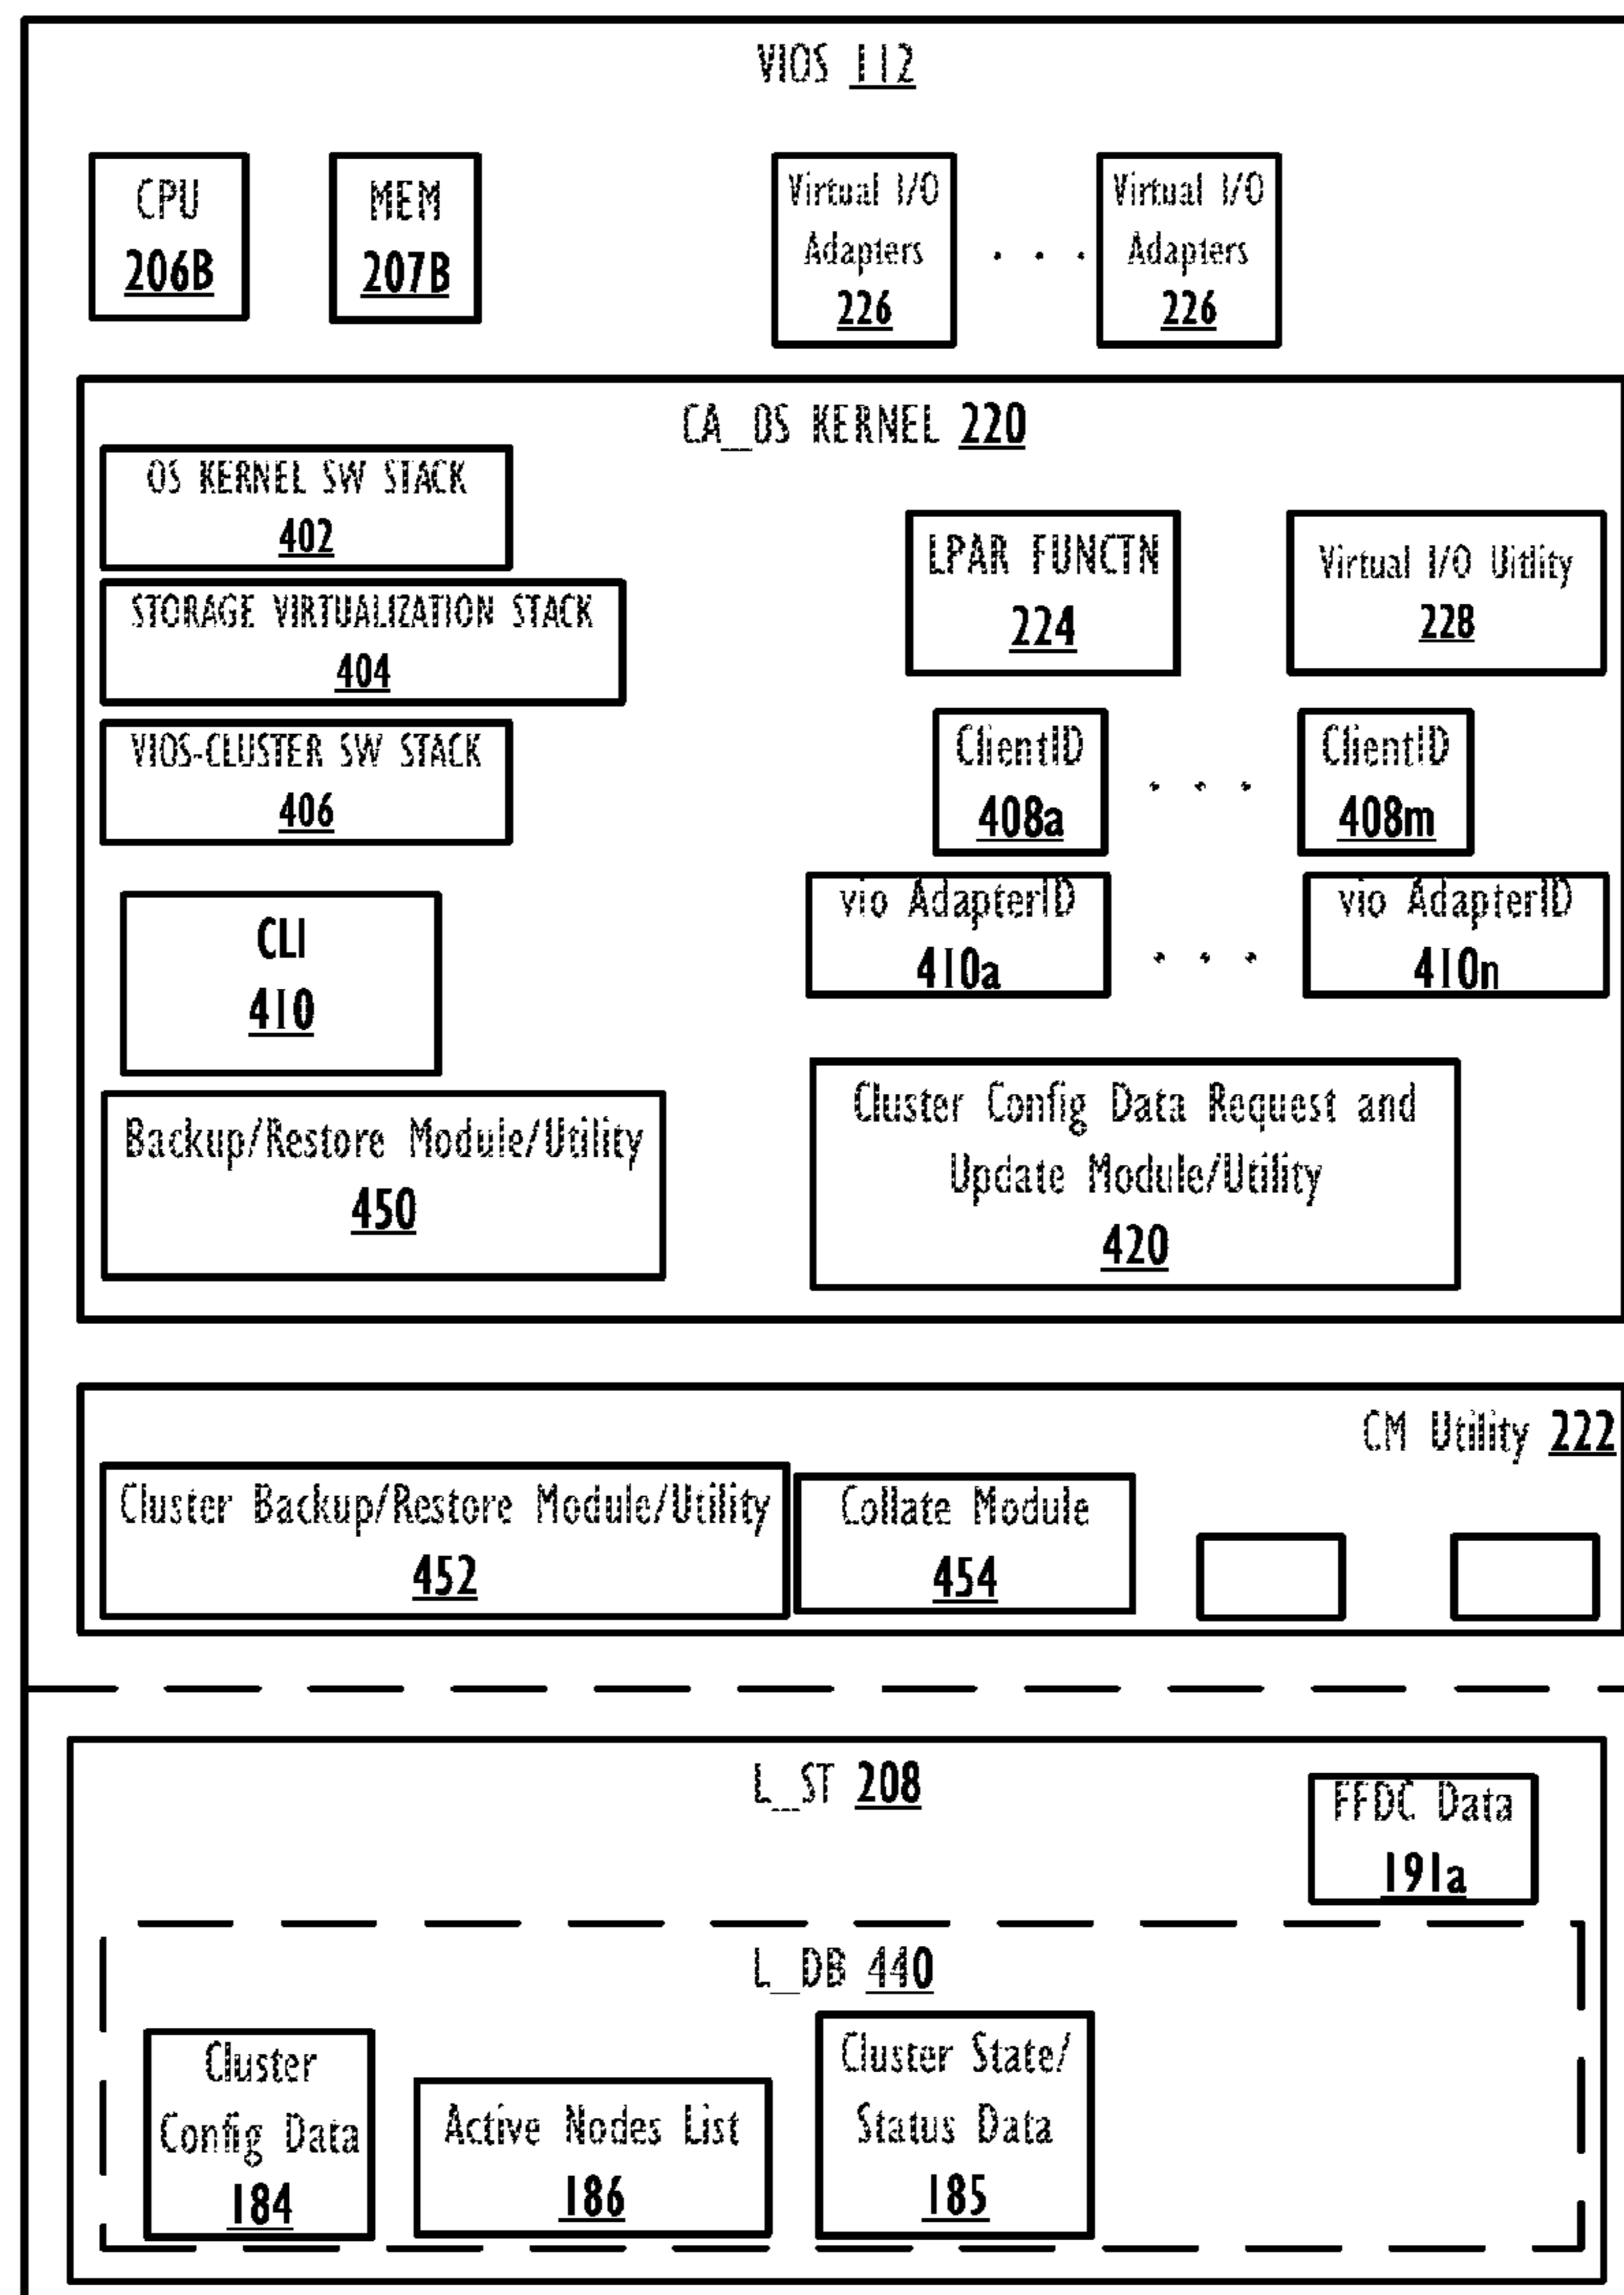 VIOS 112
CPU
206B
MEM
207B
Virtual I/O
Adapters
226
. . .
Virtual I/O
Adapters
226
CA_OS KERNEL 220
OS KERNEL SW STACK
402
STORAGE VIRTUALIZATION STACK
404
VIOS-CLUSTER SW STACK
406
LPAR FUNCTN
224
Virtual I/O Uitlity
228
ClientID
408a
. . .
ClientID
408m
vio AdapterID
410a
. . .
vio AdapterID
410n
CLI
410
Backup/Restore Module/Utility
450
Cluster Config Data Request and
Update Module/Utility
420
CM Utility 222
Cluster Backup/Restore Module/Utility
452
Collate Module
454
L_ST 208
FFDC Data
191a
L_DB 440
Cluster
Config Data
184
Active Nodes List
186
Cluster State/
Status Data
185